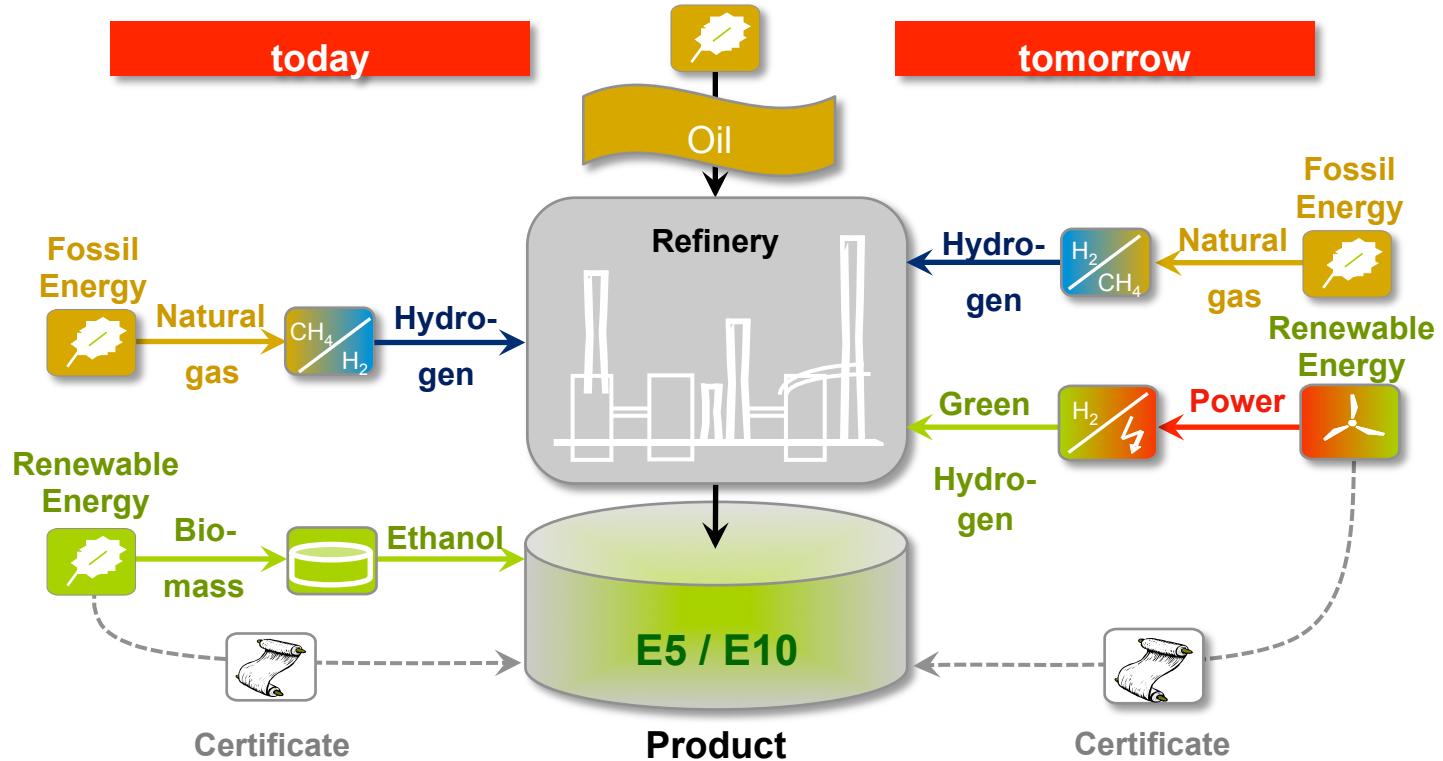 today
tomorrow
Oil
Refinery
Fossil
Energy
Natural
gas
CH4
H2
Hydro-
gen
Renewable
Energy
Bio-
mass
Ethanol
Certificate
Fossil
Energy
Natural
gas
H2
CH4
Hydro-
gen
Renewable
Energy
Power
H2
Green
Hydro-
gen
E5 / E10
Product
Certificate